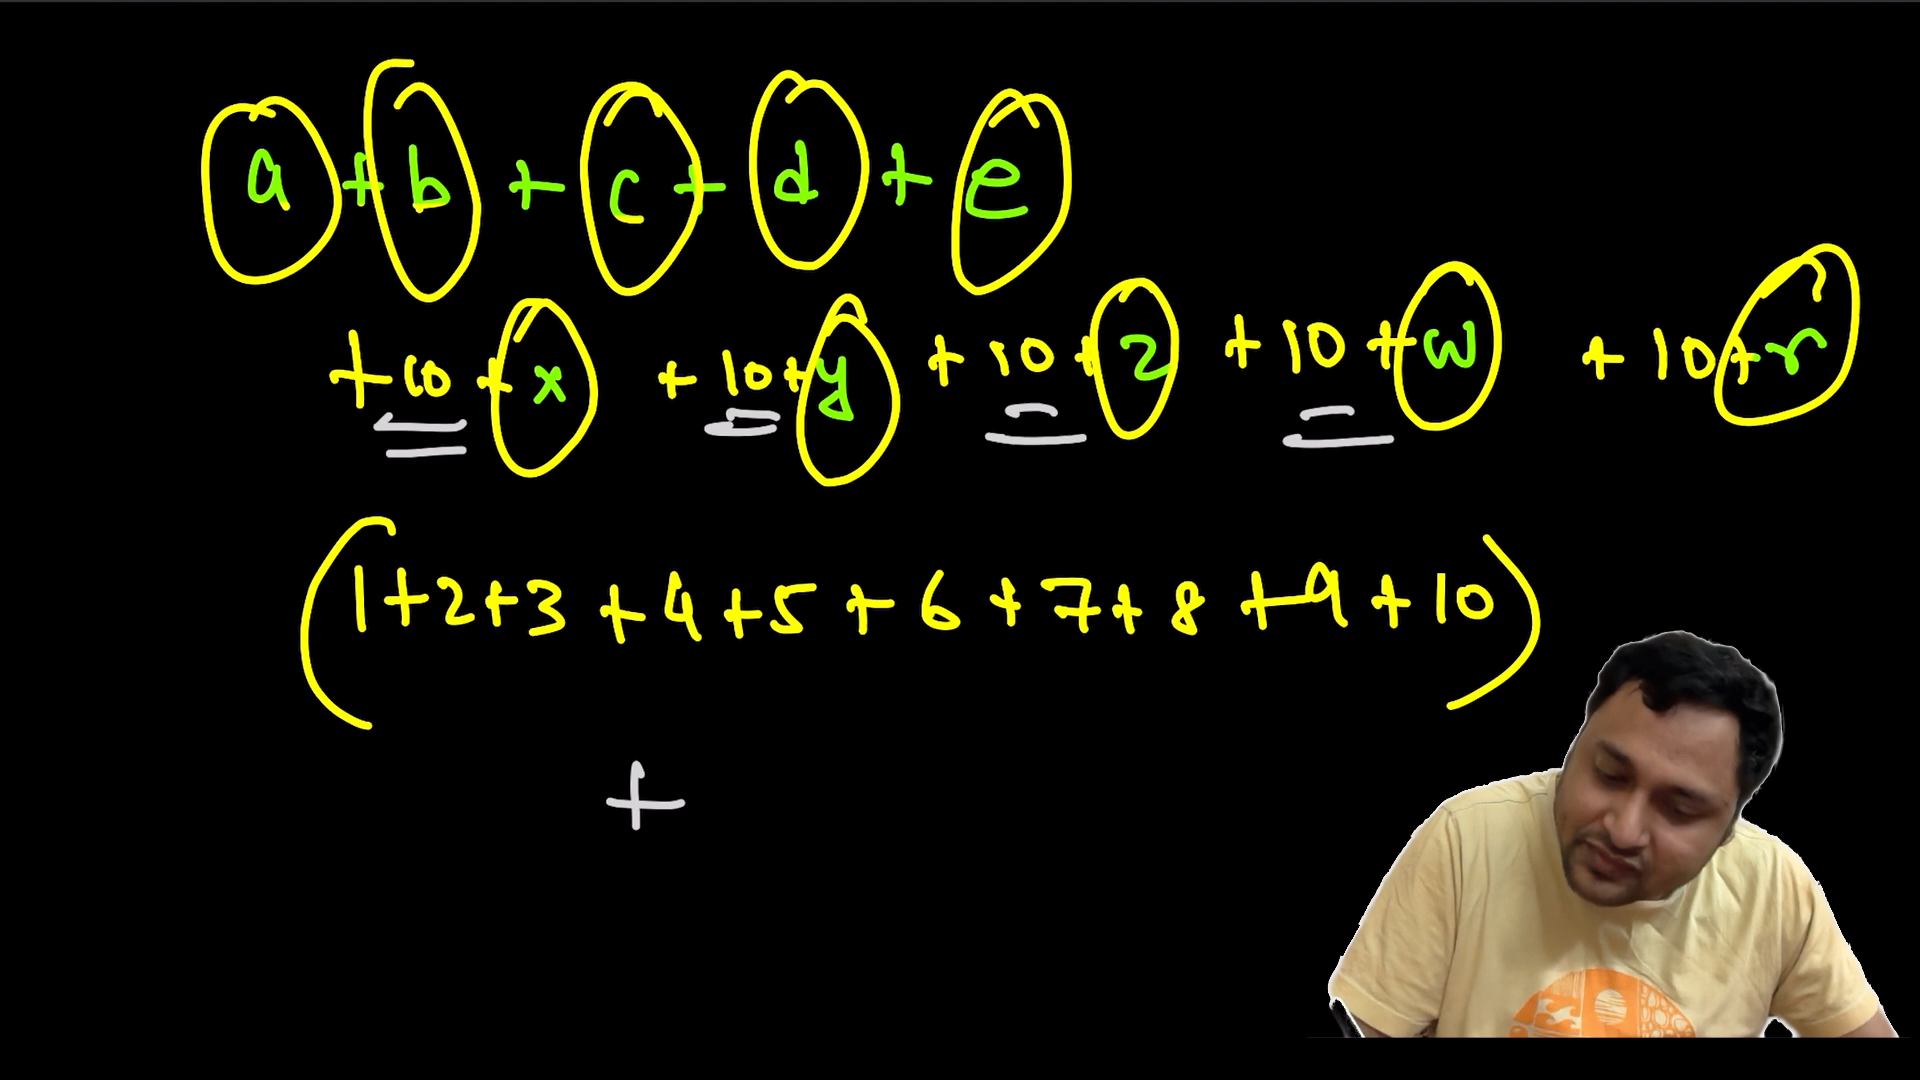 a + b + c + d + e
+ 10 + x + 10 + y + 10 + z + 10 + w + 10 + r
(1+2+3+4+5+6+7+8+9+10)
+